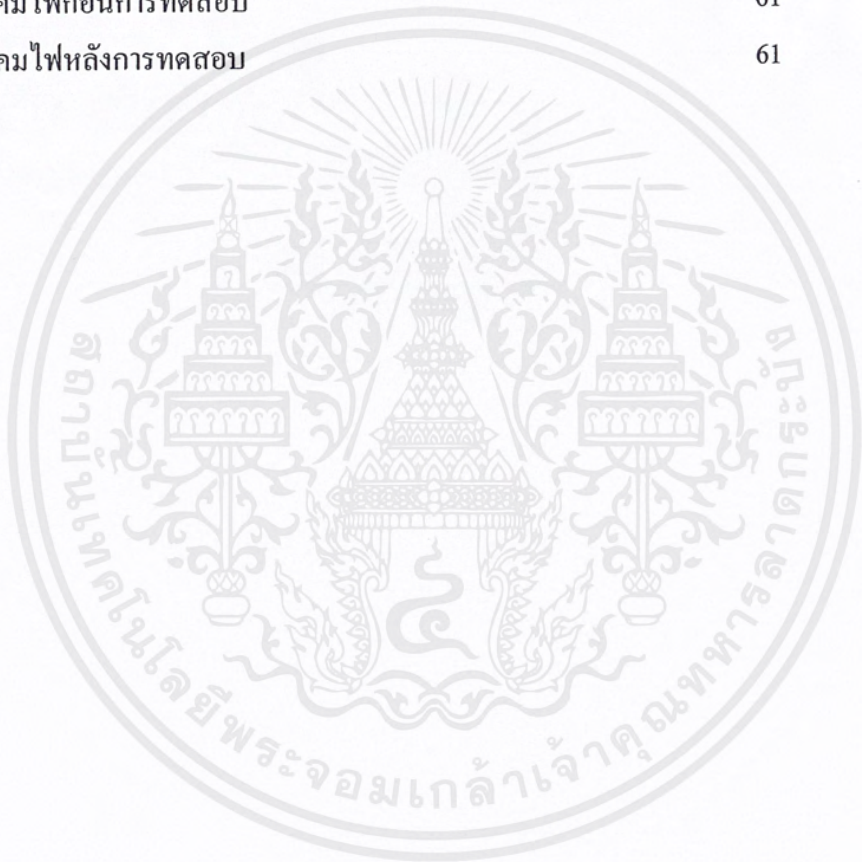 คมไฟก่อนการทดสอบ 61
คมไฟหลังการทดสอบ 61
สถาบันเทคโนโลยีพระจอมเกล้าเจ้าคุณทหารลาดกระบัง
๔